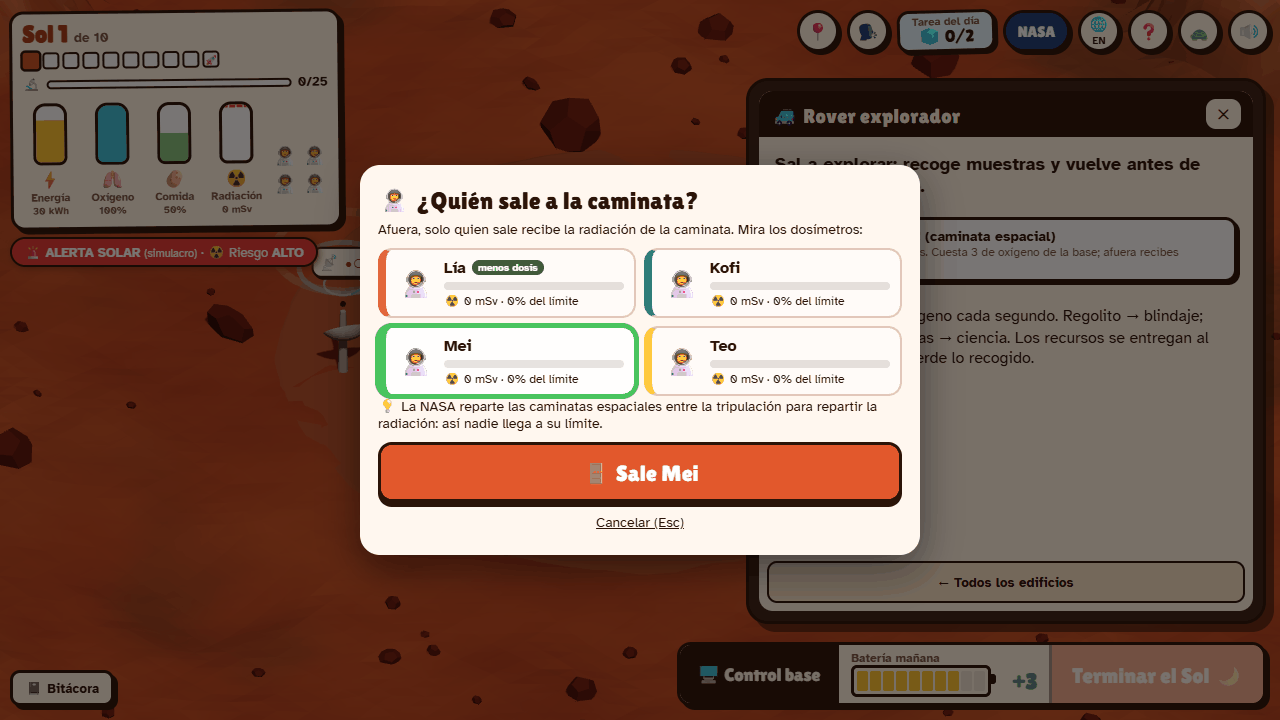 Sol 1 de 10
0/25
Energía
30 kWh
Oxígeno
100%
Comida
50%
Radiación
0 mSv
ALERTA SOLAR (simulacro) · Riesgo ALTO
Tarea del día
0/2
NASA
EN
Rover explorador
Sal a explorar: recoge muestras y vuelve antes de
(caminata espacial)
s. Cuesta 3 de oxígeno de la base; afuera recibes
geno cada segundo. Regolito → blindaje;
as → ciencia. Los recursos se entregan al
erde lo recogido.
← Todos los edificios
¿Quién sale a la caminata?
Afuera, solo quien sale recibe la radiación de la caminata. Mira los dosímetros:
Lía menos dosis
0 mSv · 0% del límite
Kofi
0 mSv · 0% del límite
Mei
0 mSv · 0% del límite
Teo
0 mSv · 0% del límite
La NASA reparte las caminatas espaciales entre la tripulación para repartir la
radiación: así nadie llega a su límite.
Sale Mei
Cancelar (Esc)
Bitácora
Control base
Batería mañana
+3
Terminar el Sol